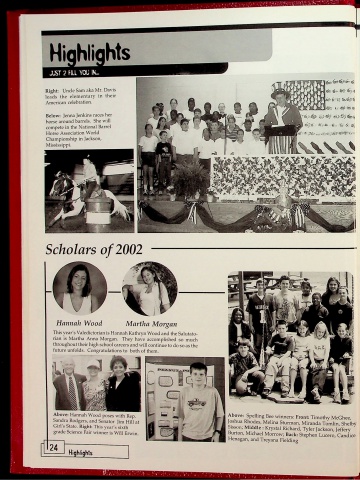 Highlights
JUST 2 FILL YOU IN...
Right: Uncle Sam aka Mr. Davis
leads the elementary in their
American celebration.
Below: Jenna Jenkins races her
horse around barrels. She will
compete in the National Barrel
Horse Association World
Championship in Jackson,
Mississippi.
Scholars of 2002
Hannah Wood
Martha Morgan
This year's Valedictorian is Hannah Kathryn Wood and the Salutato-
rian is Martha Anna Morgan. They have accomplished so much
throughout their high school careers and will continue to do so as the
future unfolds. Congratulations to both of them.
Above: Hannah Wood poses with Rep.
Sandra Rodgers, and Senator Jim Hill at
Girl's State. Right: This year's sixth
grade Science Fair winner is Will Erwin.
Above: Spelling Bee winners: Front: Timothy McGhee,
Joshua Rhodes, Malina Sturman, Miranda Tomlin, Shelby
Tissue; Middle: Krystal Richard, Tyler Jackson, Jeffery
Burton, Michael Morrow; Back: Stephen Lucero, Candice
Henagan, and Treyana Fielding
124
Highlights